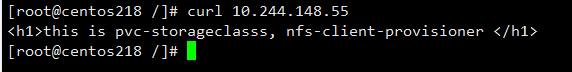 [root@centos218 /]# curl 10.244.148.55
<h1>this is pvc-storageclasss, nfs-client-provisioner </h1>
[root@centos218 /]#